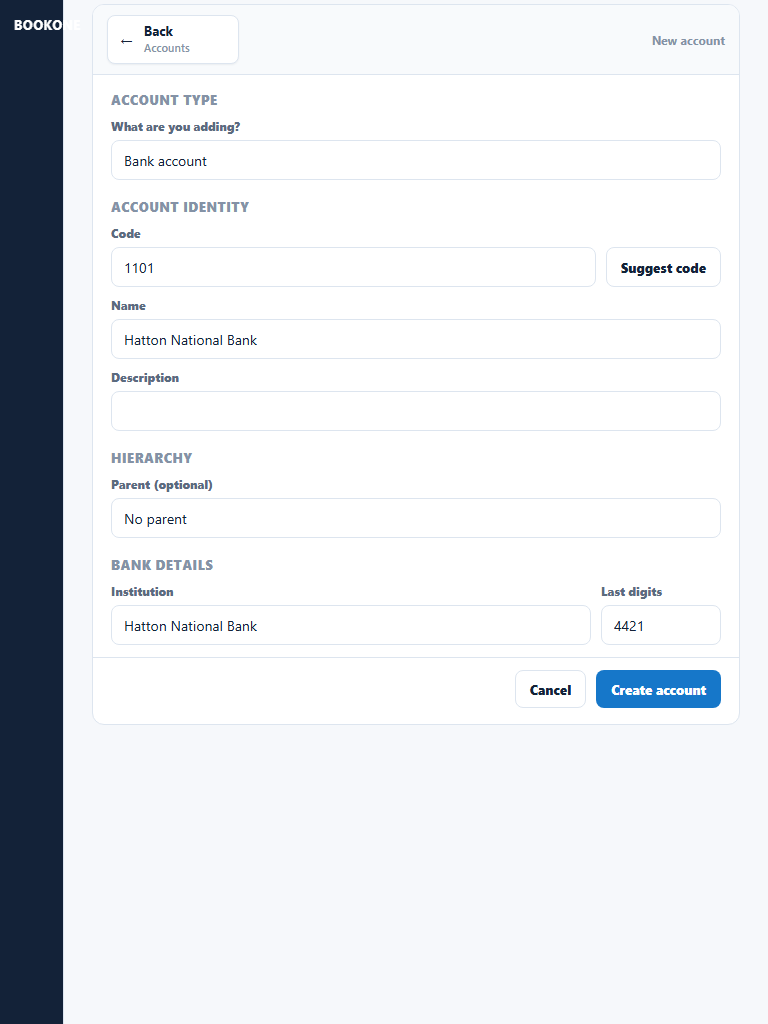 BOOKONE
← Back
Accounts
New account
ACCOUNT TYPE
What are you adding?
Bank account
ACCOUNT IDENTITY
Code
1101
Suggest code
Name
Hatton National Bank
Description
HIERARCHY
Parent (optional)
No parent
BANK DETAILS
Institution
Last digits
Hatton National Bank
4421
Cancel
Create account